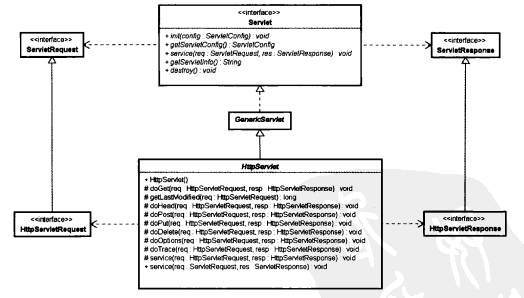 <<interface>>
Servlet
+ init(config : ServletConfig) : void
+ getServletConfig() : ServletConfig
+ service(req : ServletRequest, res : ServletResponse) : void
+ getServletInfo() : String
+ destroy() : void
<<interface>>
ServletRequest
<<interface>>
ServletResponse
GenericServlet
HttpServlet
+ HttpServlet()
# doGet(req : HttpServletRequest, resp : HttpServletResponse) : void
# getLastModified(req : HttpServletRequest) : long
# doHead(req : HttpServletRequest, resp : HttpServletResponse) : void
# doPost(req : HttpServletRequest, resp : HttpServletResponse) : void
# doPut(req : HttpServletRequest, resp : HttpServletResponse) : void
# doDelete(req : HttpServletRequest, resp : HttpServletResponse) : void
# doOptions(req : HttpServletRequest, resp : HttpServletResponse) : void
# doTrace(req : HttpServletRequest, resp : HttpServletResponse) : void
# service(req : HttpServletRequest, resp : HttpServletResponse) : void
+ service(req : ServletRequest, res : ServletResponse) : void
<<interface>>
HttpServletRequest
<<interface>>
HttpServletResponse